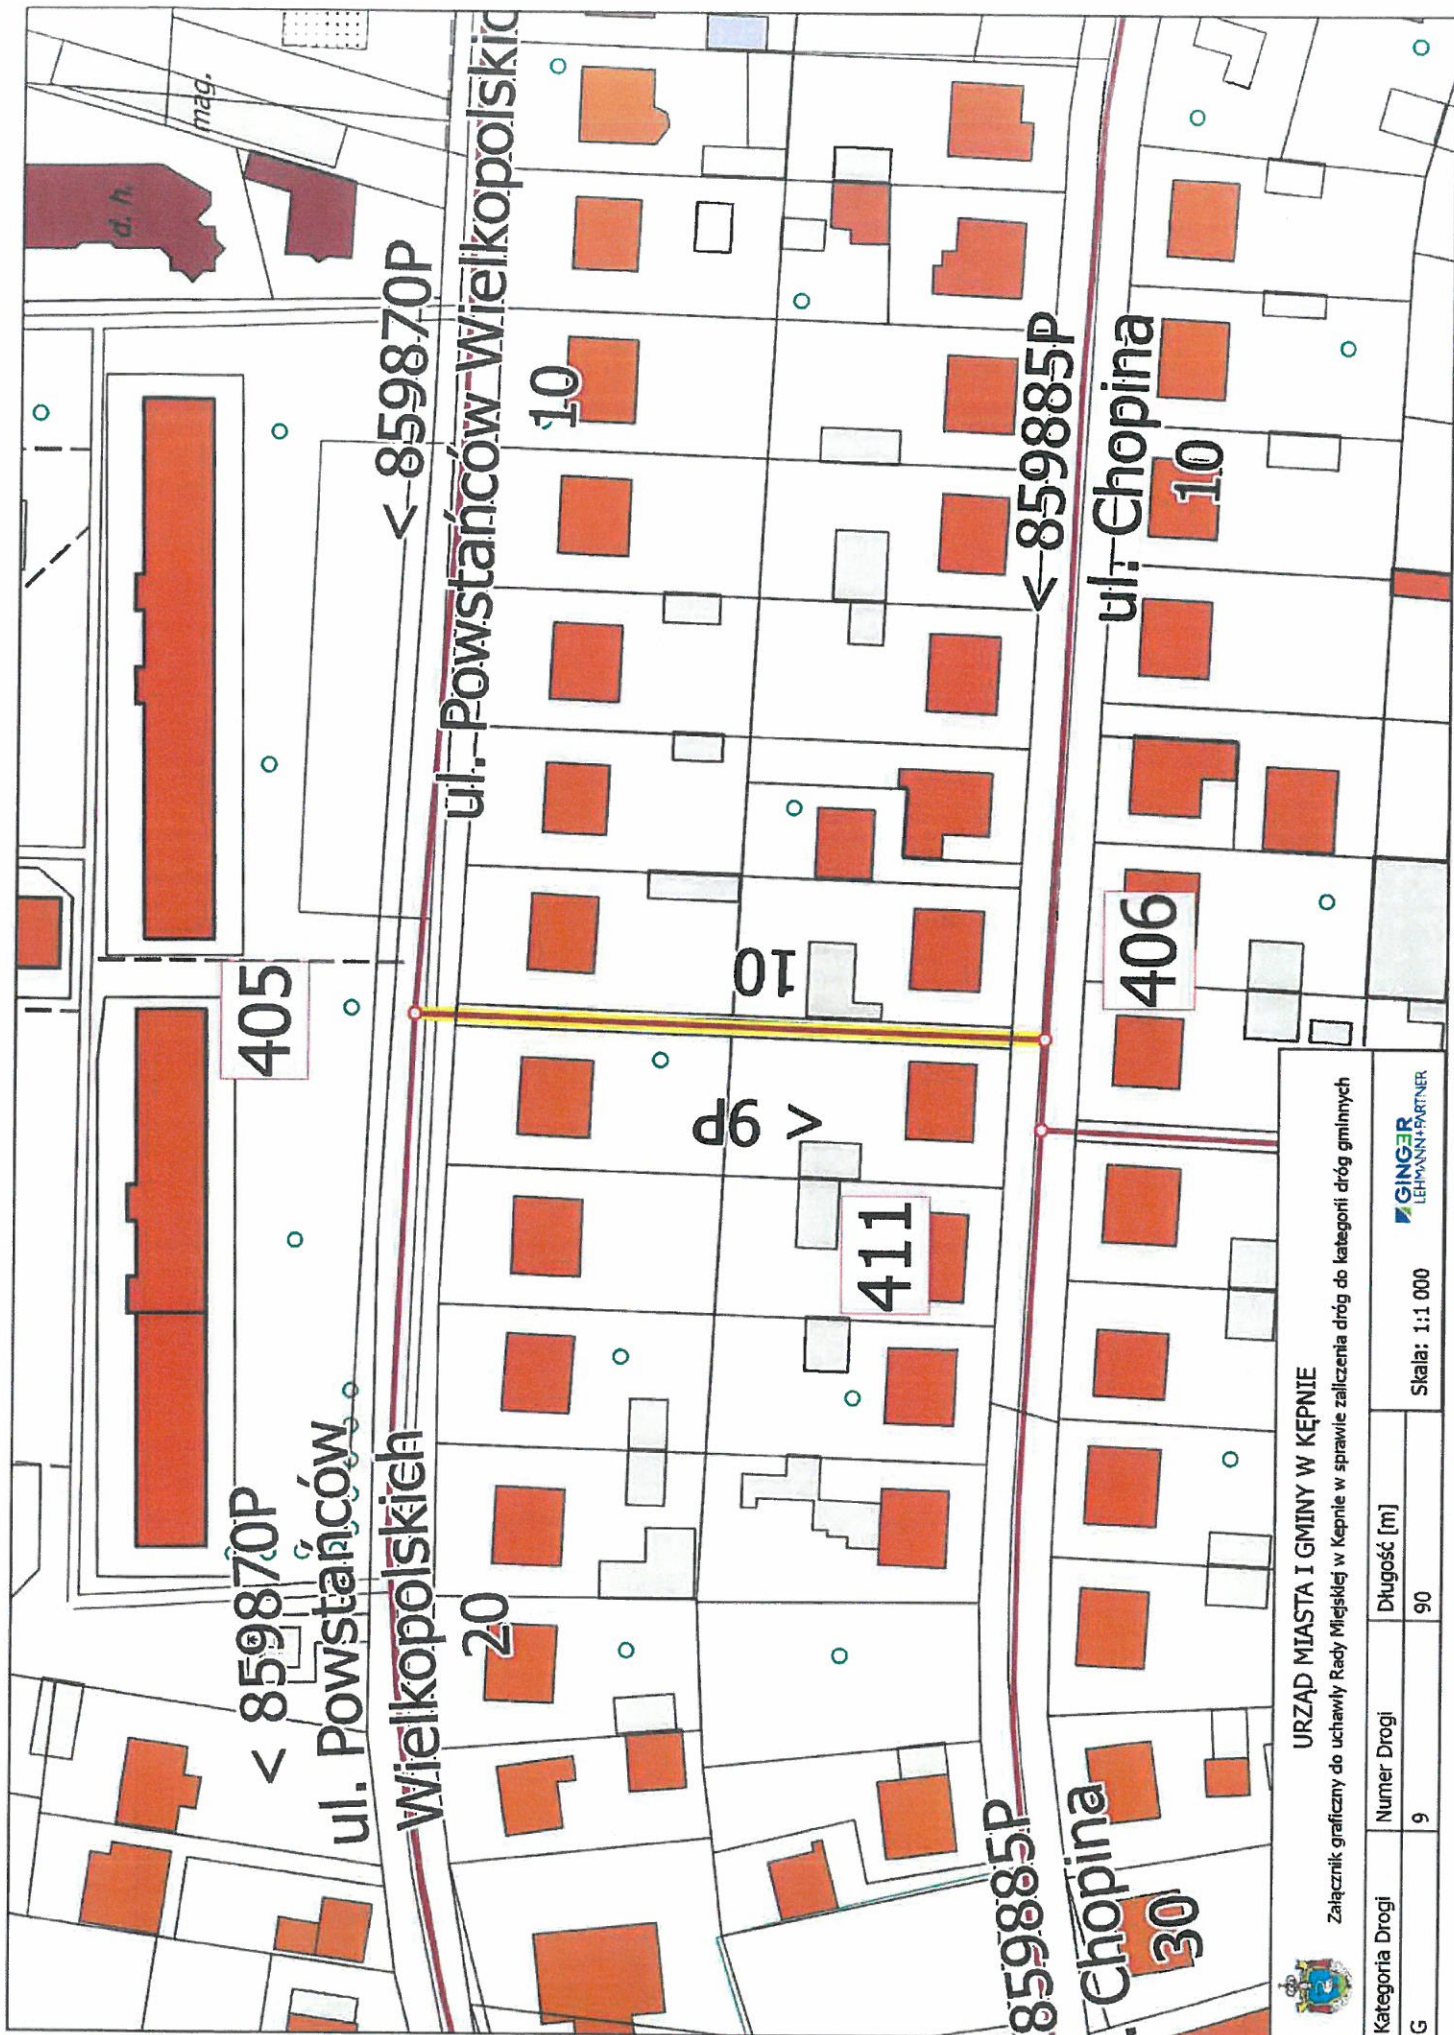 mag.
d. h.
< 859870P
ul. Powstańców Wielkopolskic
10
< 859885P
ul. Chopina
10
405
10
406
9P
<
411
< 859870P
ul. Powstańców
Wielkopolskich
20
859885P
Chopina
30
URZĄD MIASTA I GMINY W KĘPNIE
Załącznik graficzny do uchawły Rady Miejskiej w Kępnie w sprawie zaliczenia dróg do kategorii dróg gminnych
Kategoria Drogi Numer Drogi Długość [m]
G 9 90
Skala: 1:1 000
GINGER
LEHMANN+PARTNER